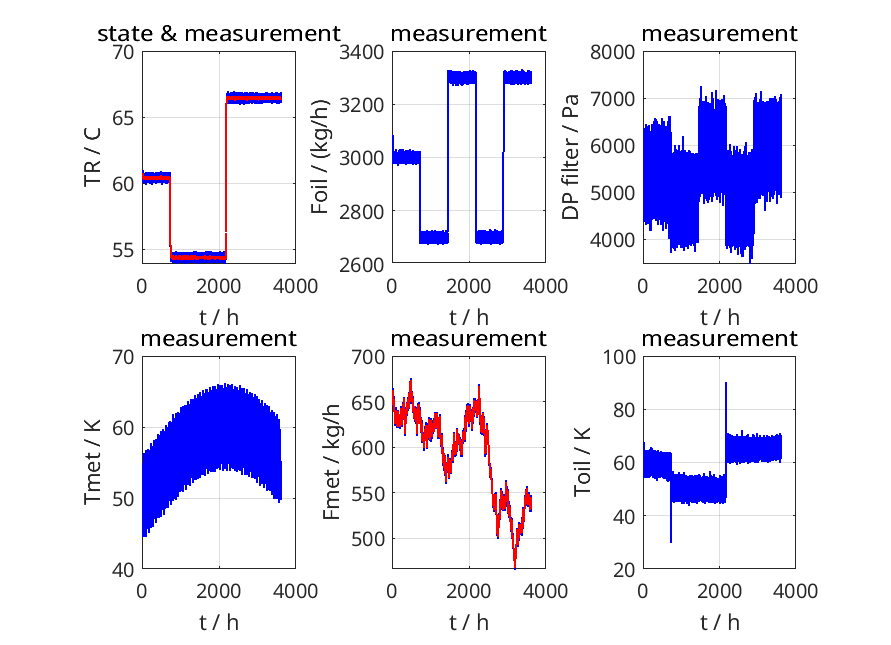 state & measurement
70
65
60
55
TR / C
0
2000
4000
t / h
measurement
3400
3200
3000
2800
2600
Foil / (kg/h)
0
2000
4000
t / h
measurement
8000
7000
6000
5000
4000
DP filter / Pa
0
2000
4000
t / h
measurement
70
60
50
40
Tmet / K
0
2000
4000
t / h
measurement
700
650
600
550
500
Fmet / kg/h
0
2000
4000
t / h
measurement
100
80
60
40
20
Toil / K
0
2000
4000
t / h